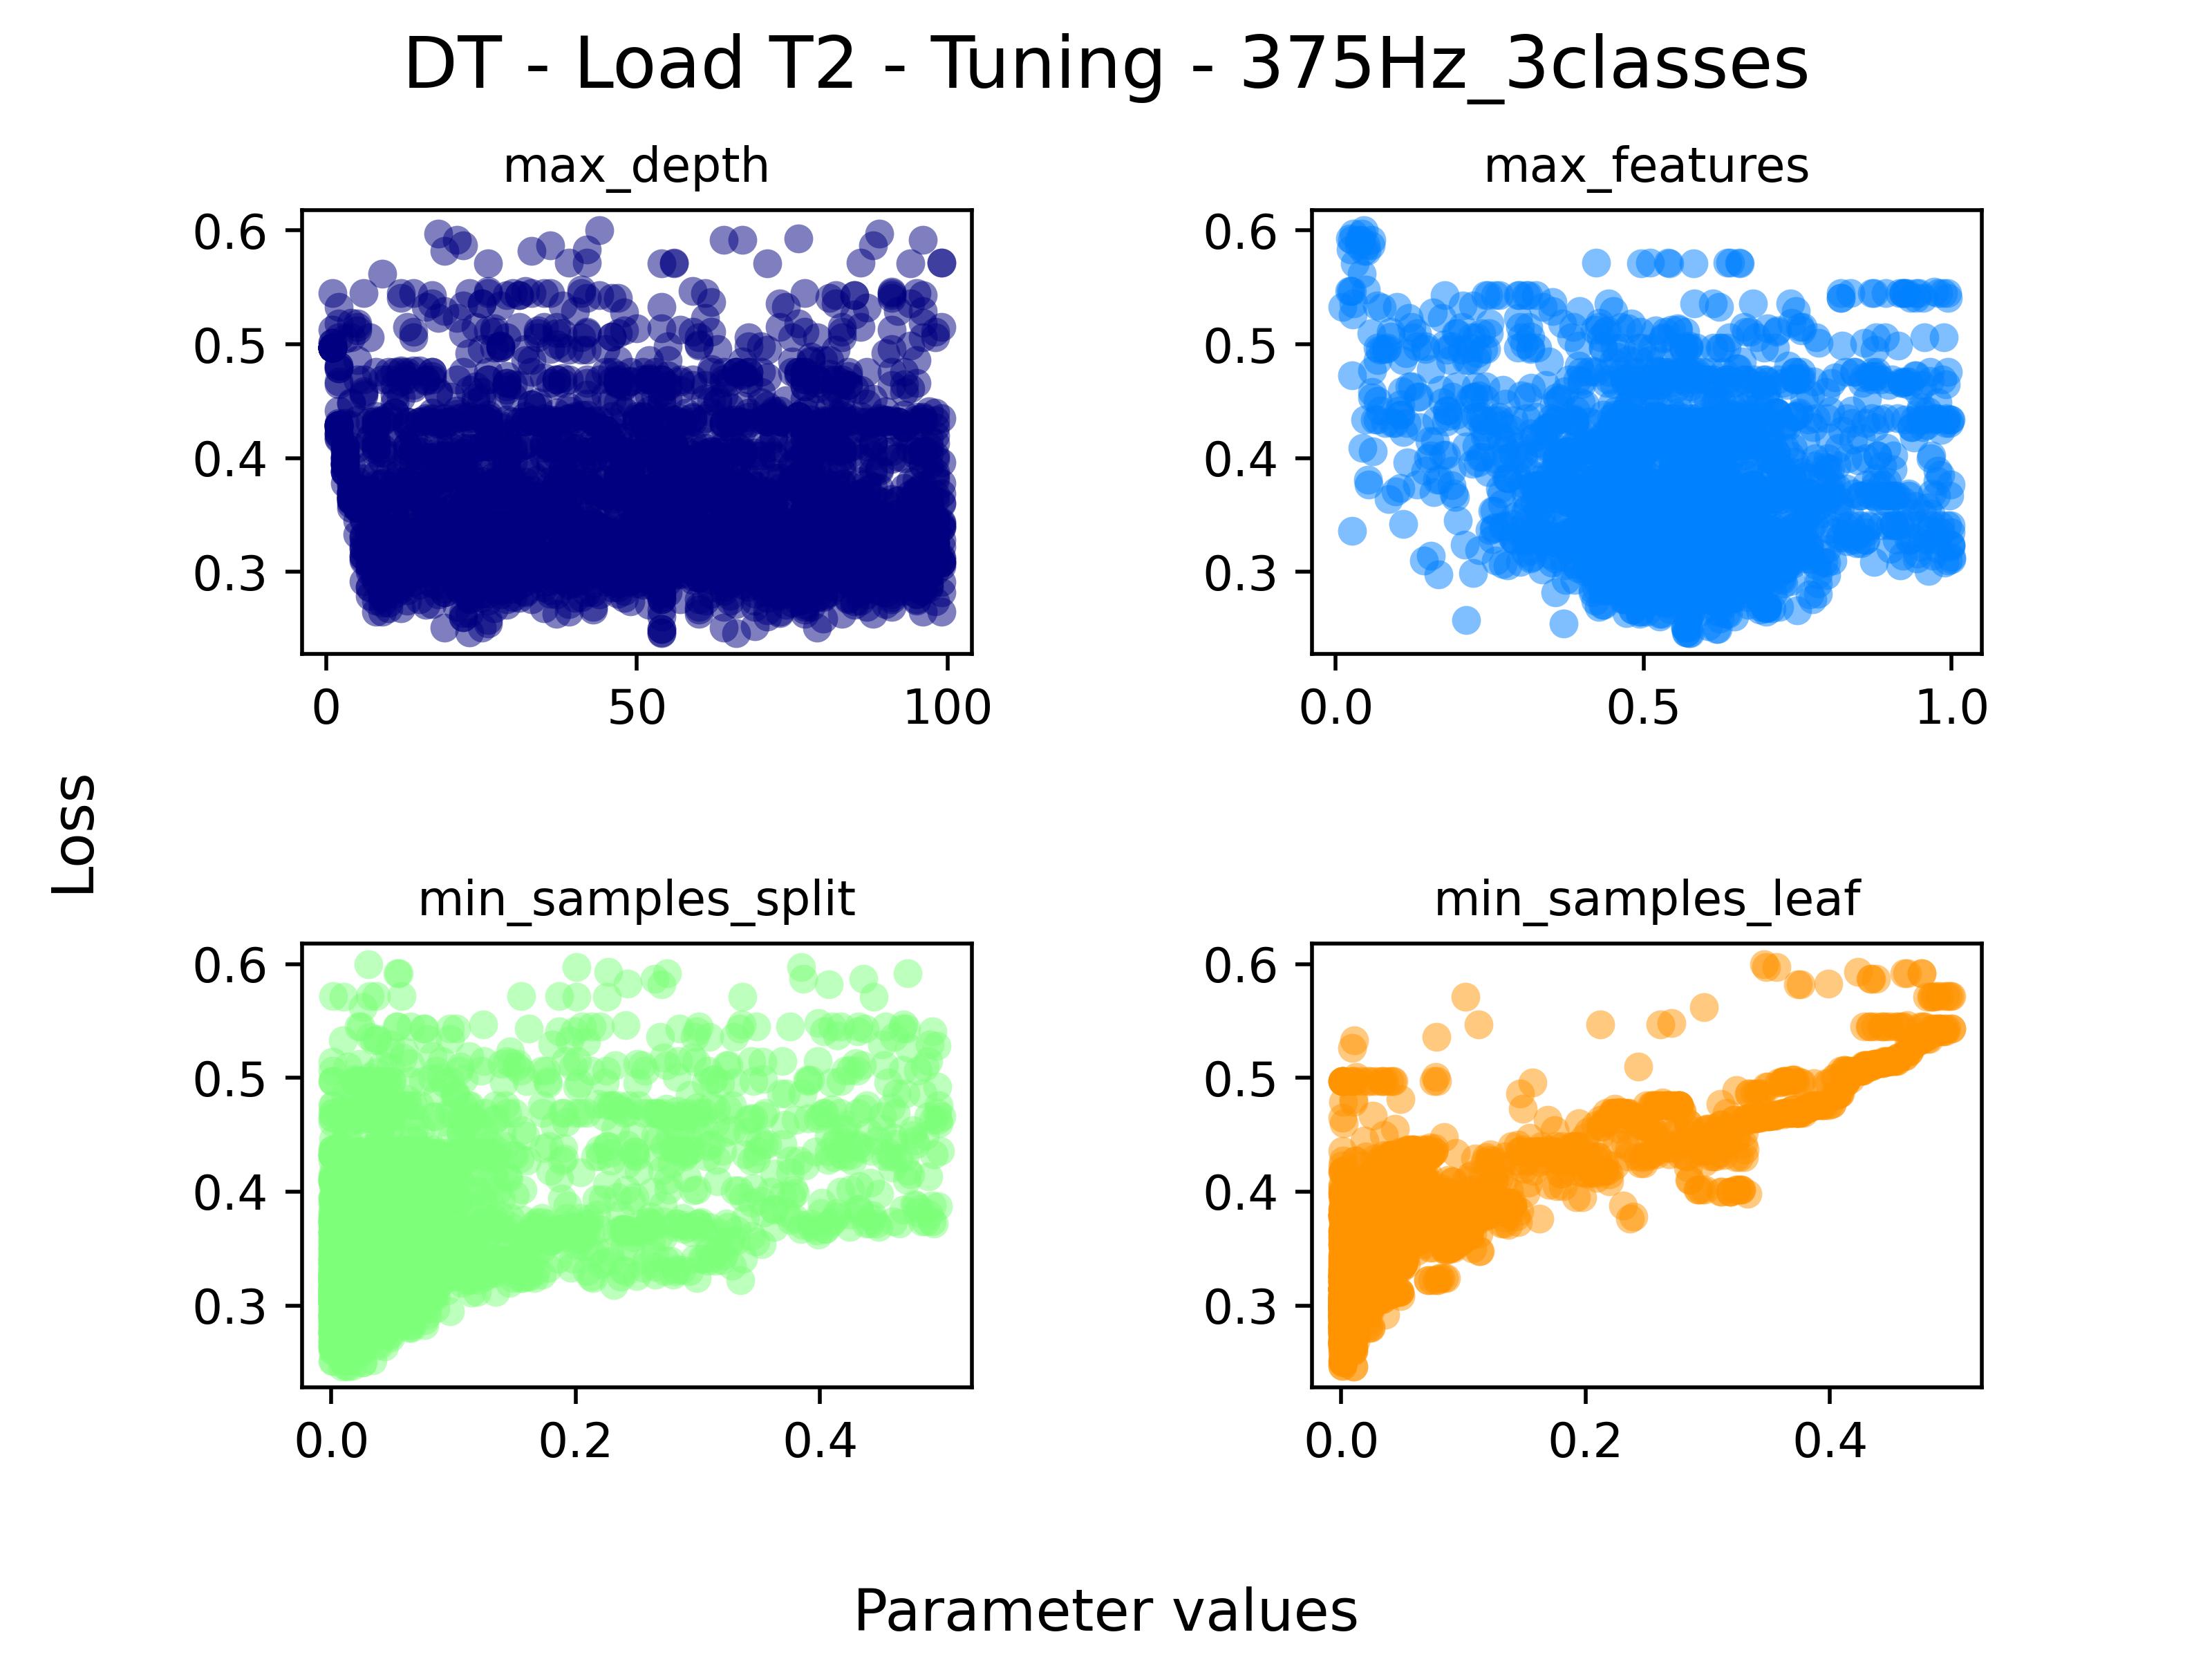 DT - Load T2 - Tuning - 375Hz_3classes
max_depth
0.6
0.5
0.4
0.3
0 50 100
max_features
0.6
0.5
0.4
0.3
0.0 0.5 1.0
Loss
min_samples_split
0.6
0.5
0.4
0.3
0.0 0.2 0.4
min_samples_leaf
0.6
0.5
0.4
0.3
0.0 0.2 0.4
Parameter values